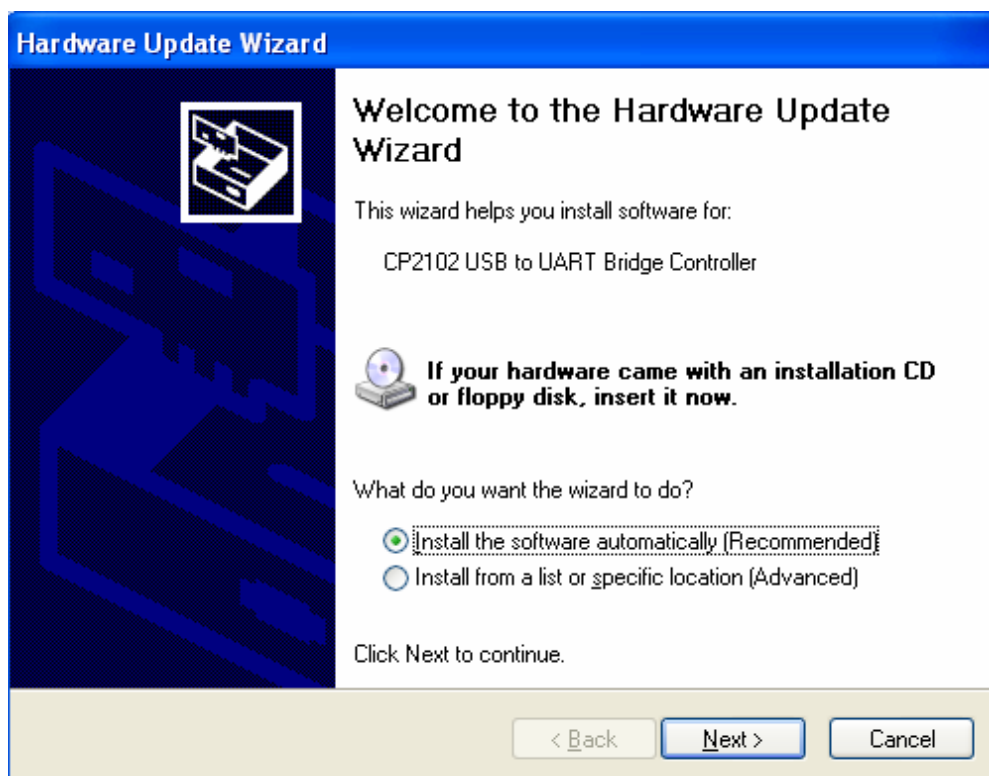 Hardware Update Wizard
Welcome to the Hardware Update
Wizard
This wizard helps you install software for:
CP2102 USB to UART Bridge Controller
If your hardware came with an installation CD
or floppy disk, insert it now.
What do you want the wizard to do?
Install the software automatically (Recommended)
Install from a list or specific location (Advanced)
Click Next to continue.
< Back Next > Cancel